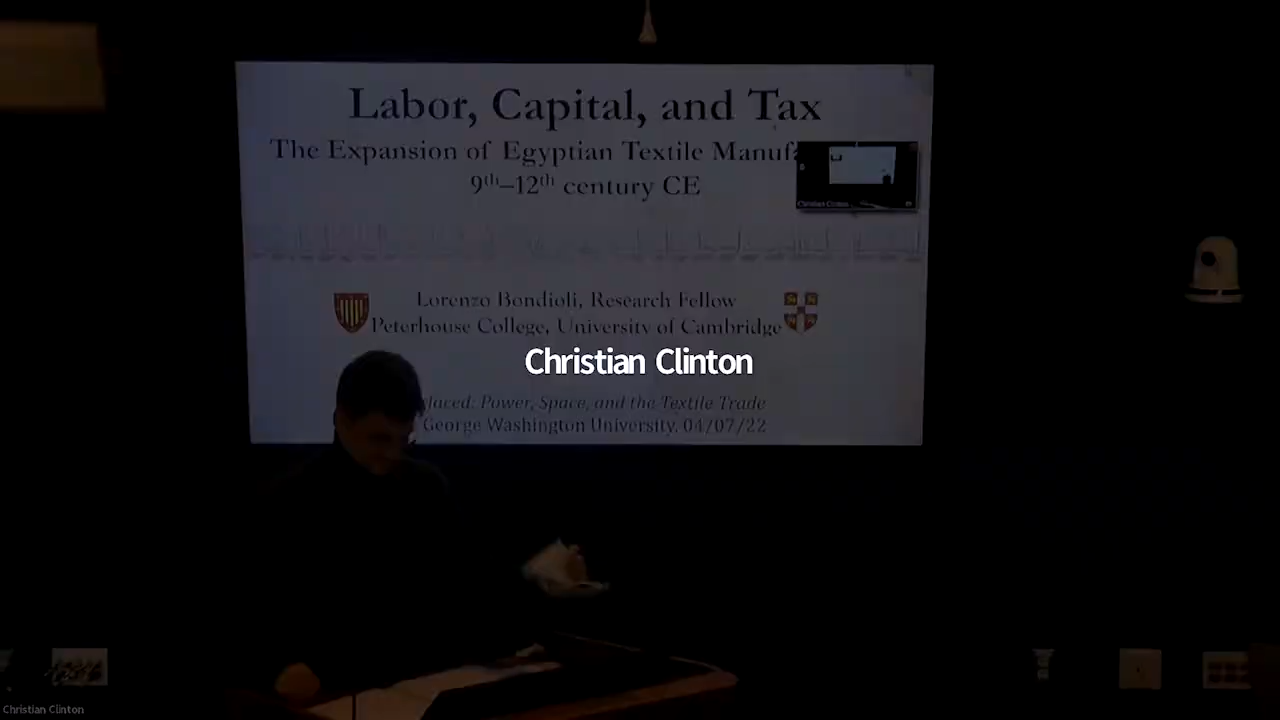 Labor, Capital, and Tax
The Expansion of Egyptian Textile
9th–12th century CE
Christian Clinton
Lorenzo Bondioli, Research Fellow
Peterhouse College, University of Cambridge
Christian Clinton
Power, Space, and the Textile Trade
George Washington University, 04/07/22
Christian Clinton